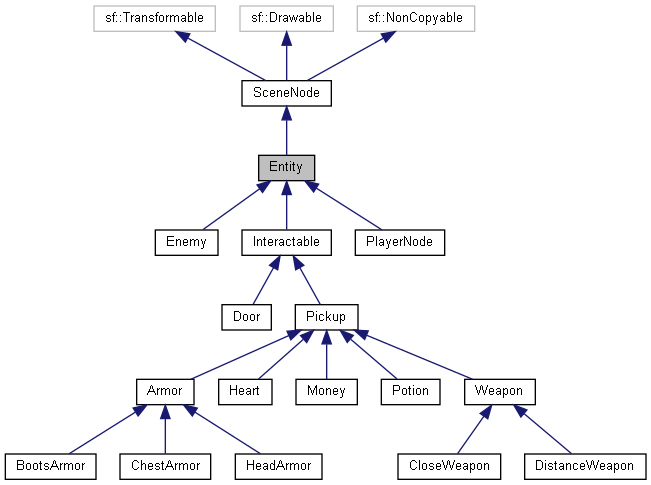 sf::Transformable
sf::Drawable
sf::NonCopyable
SceneNode
Entity
Enemy
Interactable
PlayerNode
Door
Pickup
Armor
Heart
Money
Potion
Weapon
BootsArmor
ChestArmor
HeadArmor
CloseWeapon
DistanceWeapon